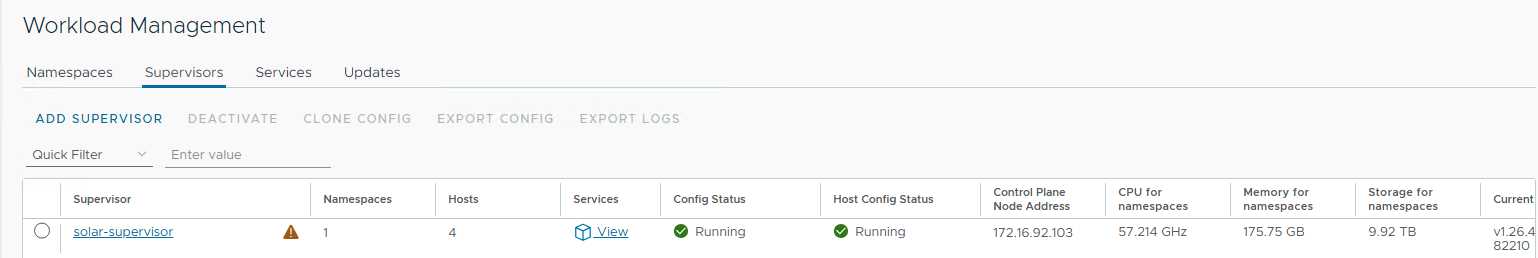 Workload Management
Namespaces Supervisors Services Updates
ADD SUPERVISOR DEACTIVATE CLONE CONFIG EXPORT CONFIG EXPORT LOGS
Quick Filter Enter value
Supervisor Namespaces Hosts Services Config Status Host Config Status Control Plane Node Address CPU for namespaces Memory for namespaces Storage for namespaces Current
solar-supervisor 1 4 View Running Running 172.16.92.103 57.214 GHz 175.75 GB 9.92 TB v1.26.4
82210